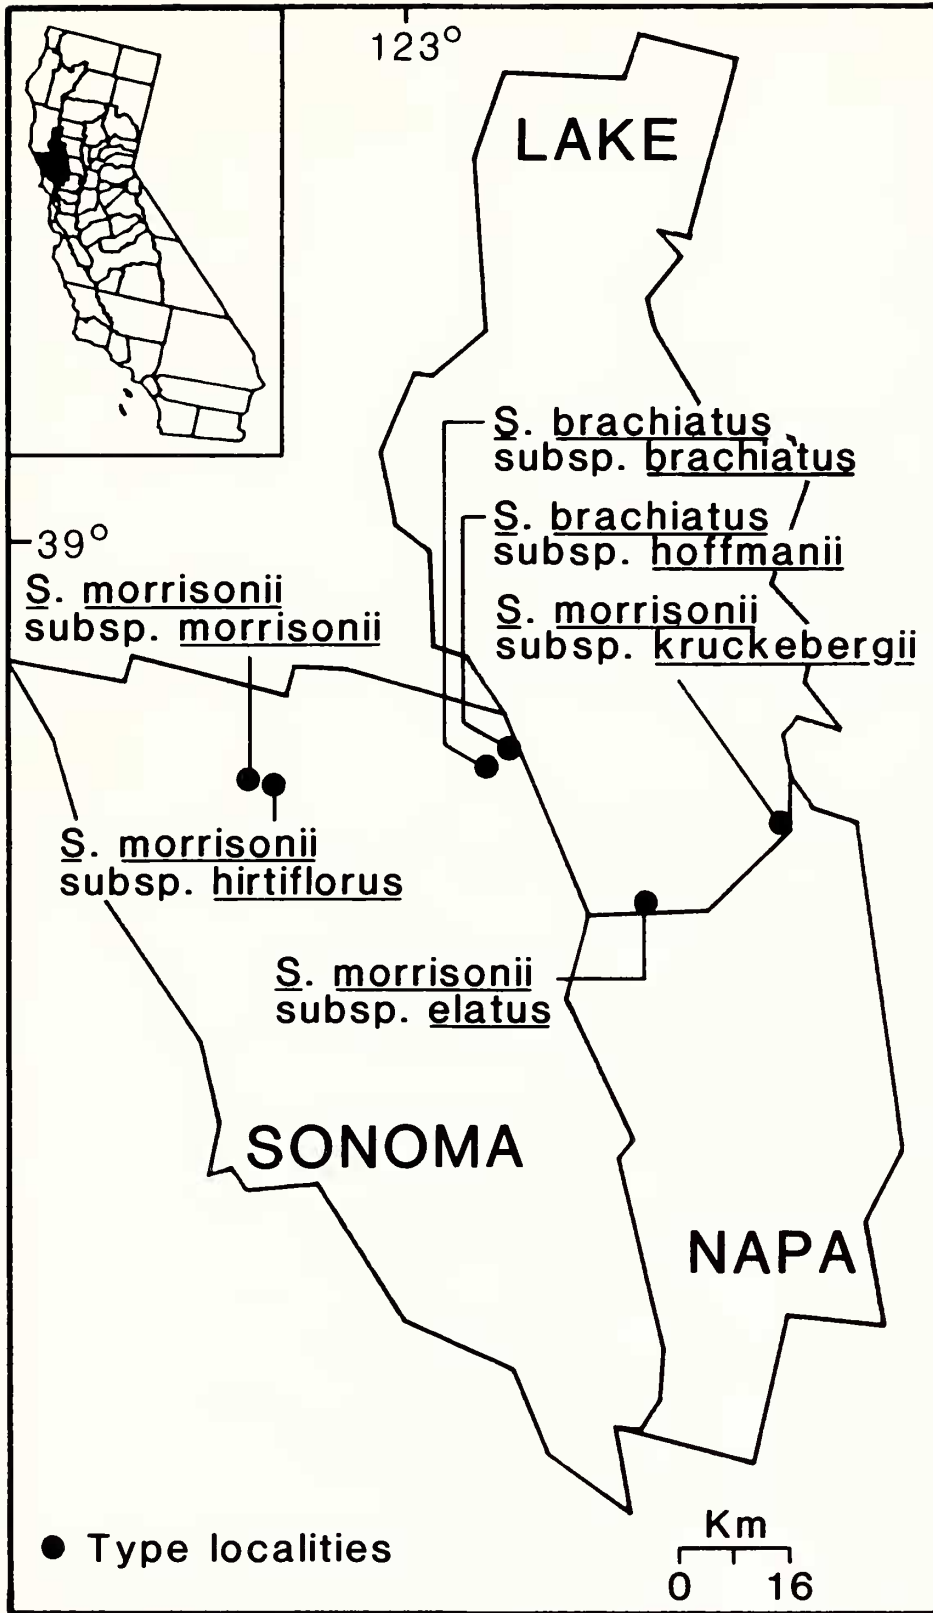 123°
LAKE
S. brachiatus
subsp. brachiatus
S. brachiatus
subsp. hoffmanii
39°
S. morrisonii
subsp. morrisonii
S. morrisonii
subsp. kruckebergii
S. morrisonii
subsp. hirtiflorus
S. morrisonii
subsp. elatus
SONOMA
NAPA
Type localities
Km
0 16